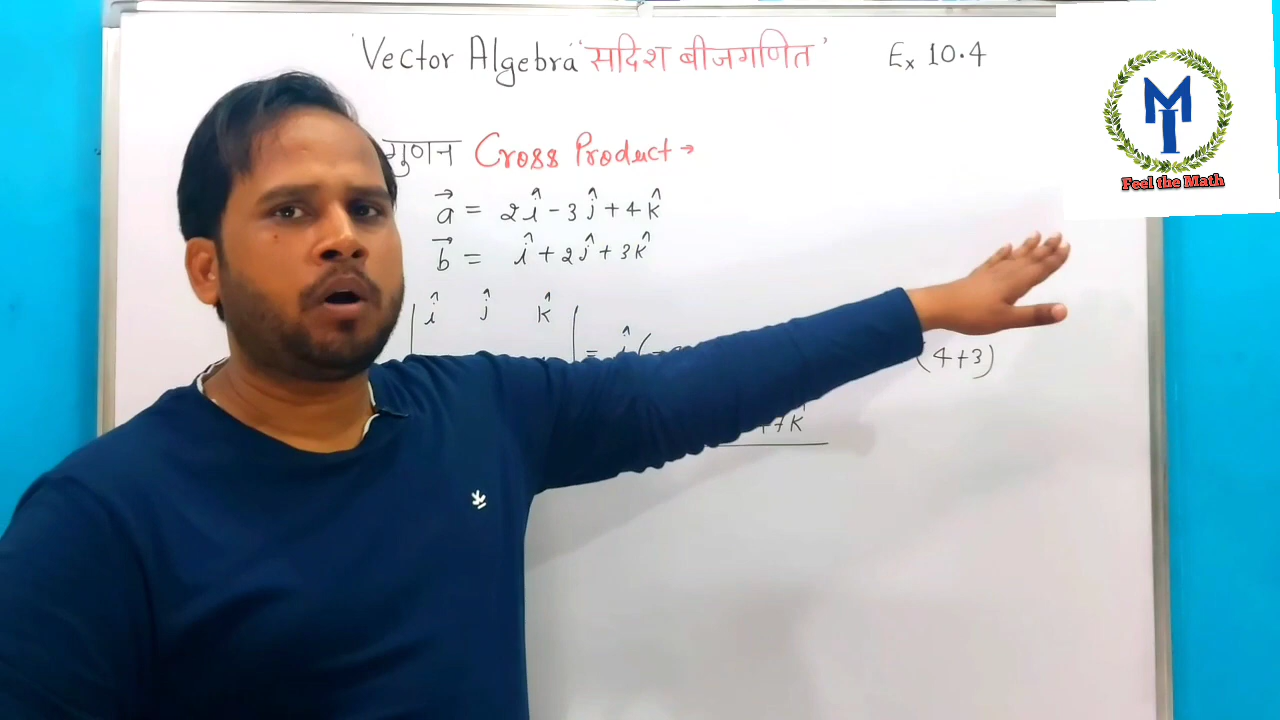 'Vector Algebra "सदिश बीजगणित' Ex 10.4
MI
Feel the Math
गुणन Cross Product →
a⃗ = 2î - 3ĵ + 4k̂
b⃗ = î + 2ĵ + 3k̂
| î ĵ k̂ | = î (- (4+3)
+7k̂